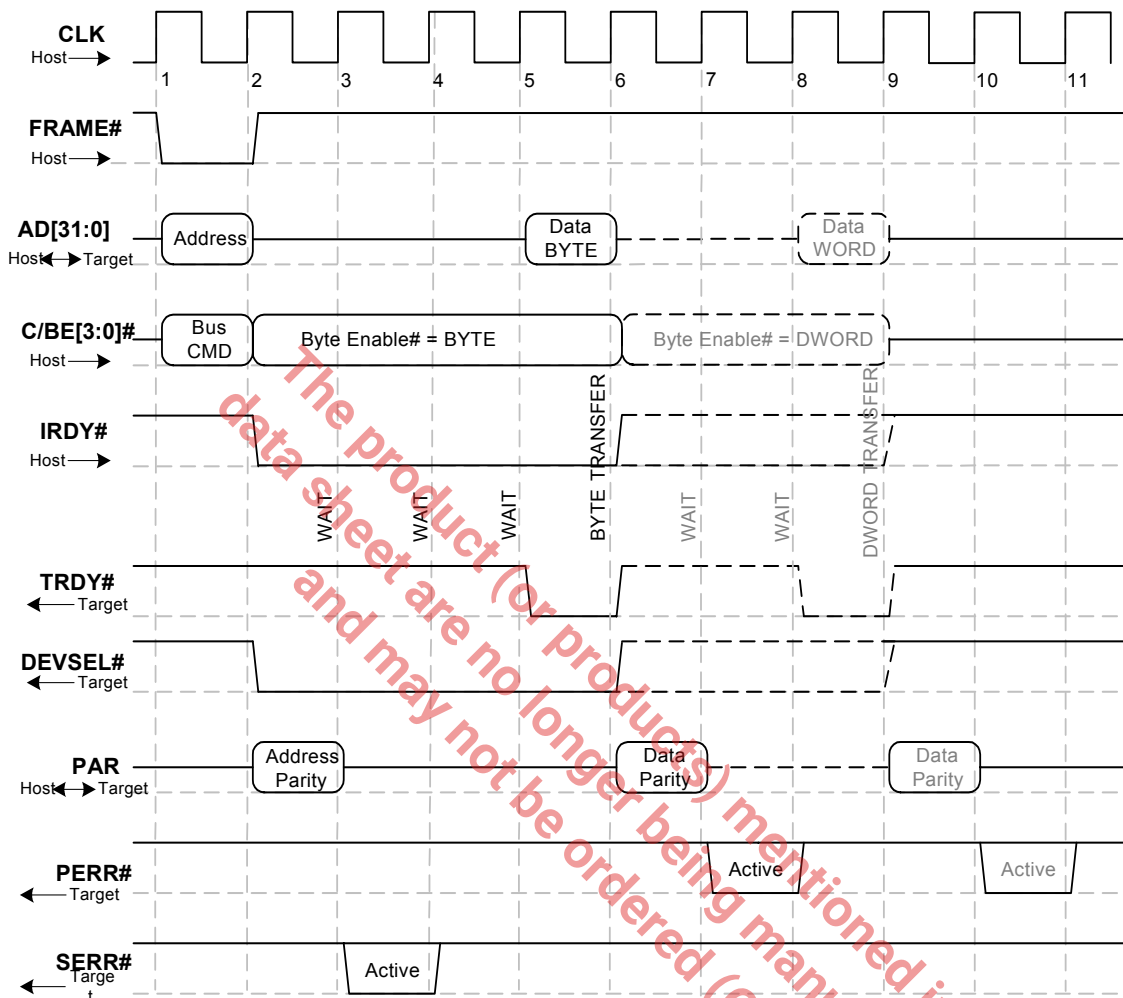 CLK
Host
1 2 3 4 5 6 7 8 9 10 11
FRAME#
Host
AD[31:0]
Host Target
Address
Data
BYTE
Data
WORD
C/BE[3:0]#
Host
Bus
CMD
Byte Enable# = BYTE
Byte Enable# = DWORD
IRDY#
Host
WAIT
WAIT
WAIT
BYTE TRANSFER
WAIT
WAIT
DWORD TRANSFER
TRDY#
Target
DEVSEL#
Target
PAR
Host Target
Address
Parity
Data
Parity
Data
Parity
PERR#
Target
Active
Active
SERR#
Targe
t
Active
The product (or products) mentioned i
data sheet are no longer being manu
and may not be ordered (